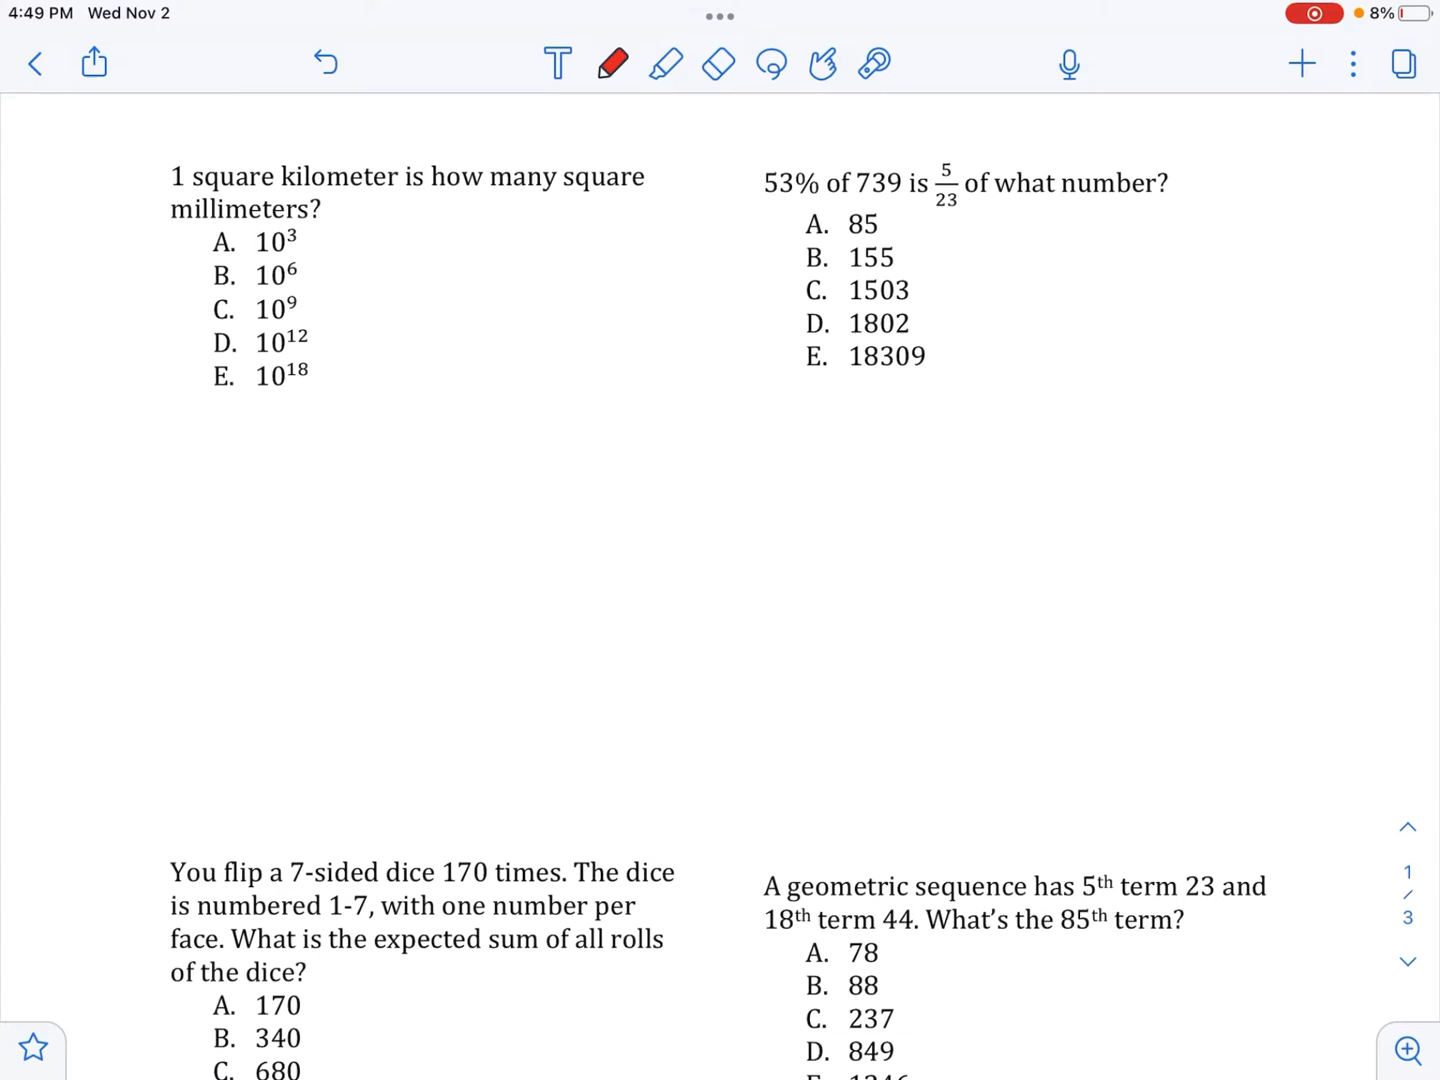 4:49 PM Wed Nov 2
8%
1 square kilometer is how many square
millimeters?
A. 10³
B. 10⁶
C. 10⁹
D. 10¹²
E. 10¹⁸
53% of 739 is 5/23 of what number?
A. 85
B. 155
C. 1503
D. 1802
E. 18309
You flip a 7-sided dice 170 times. The dice
is numbered 1-7, with one number per
face. What is the expected sum of all rolls
of the dice?
A. 170
B. 340
C. 680
A geometric sequence has 5th term 23 and
18th term 44. What's the 85th term?
A. 78
B. 88
C. 237
D. 849
1
/
3